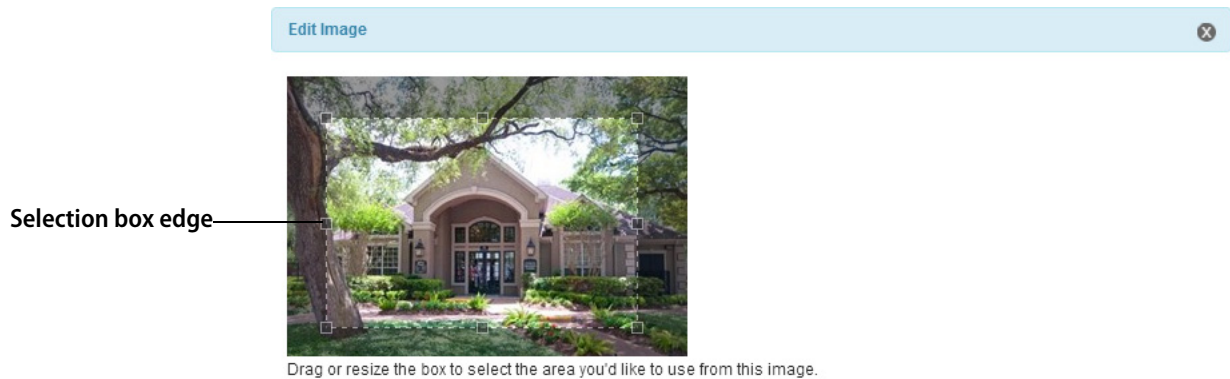 Edit Image
Selection box edge
Drag or resize the box to select the area you'd like to use from this image.